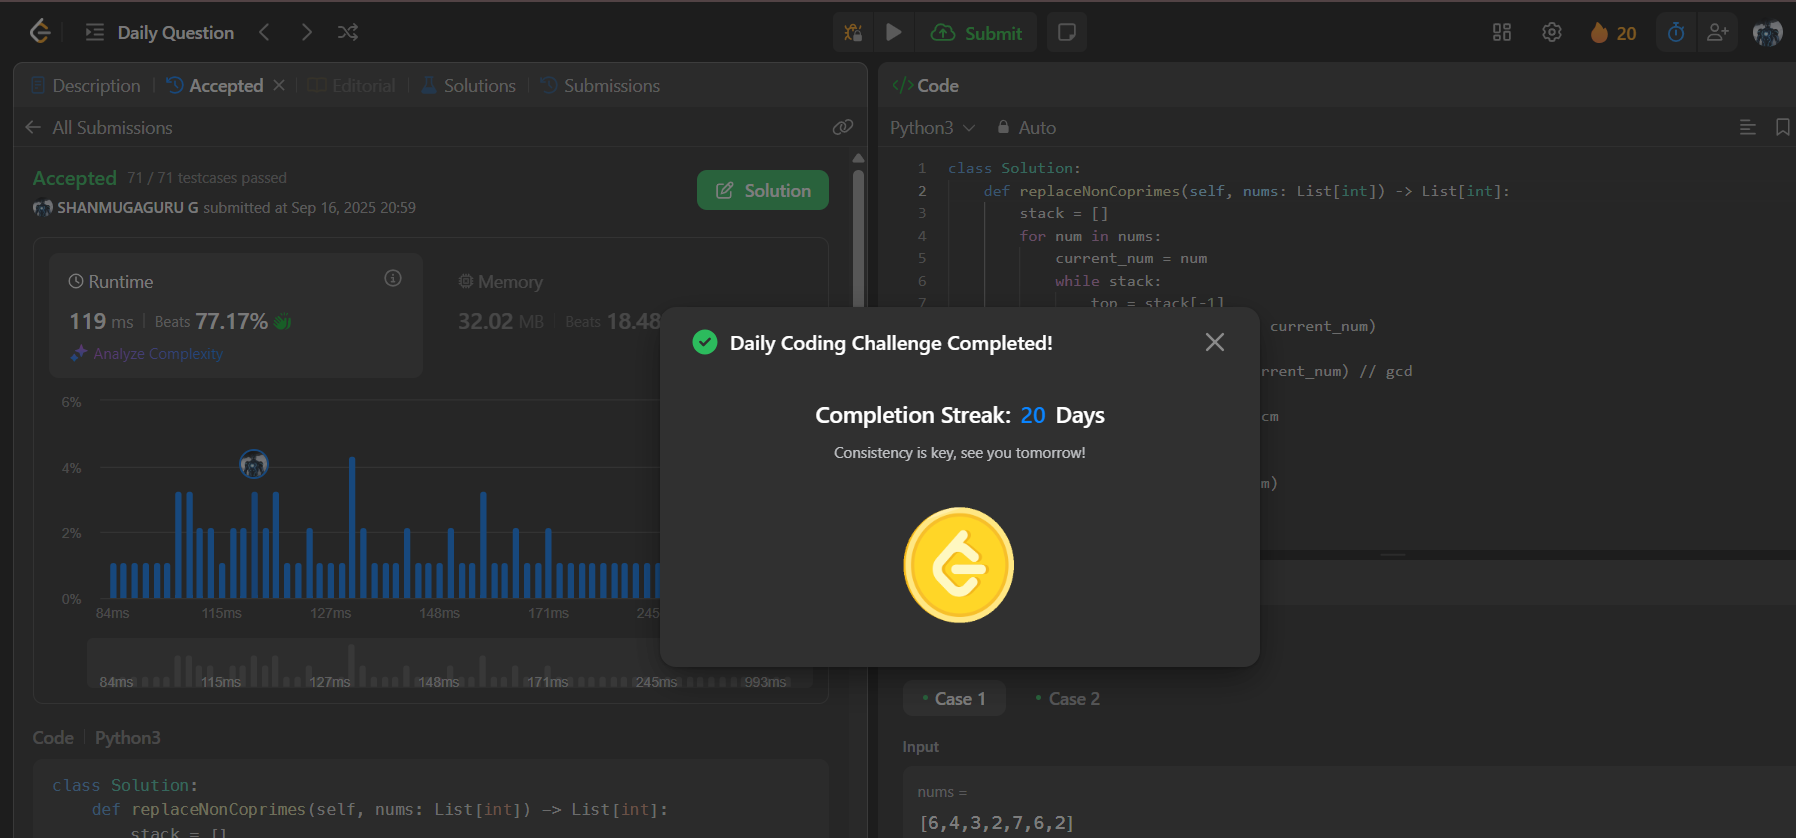 Daily Question
Submit
20
Description
Accepted
Editorial
Solutions
Submissions
All Submissions
Accepted 71 / 71 testcases passed
SHANMUGAGURU G submitted at Sep 16, 2025 20:59
Solution
Runtime
119 ms Beats 77.17%
Analyze Complexity
Memory
32.02 MB Beats 18.48
6%
4%
2%
0%
84ms 115ms 127ms 148ms 171ms 245
84ms 115ms 127ms 148ms 171ms 245ms 993ms
Code Python3
class Solution:
def replaceNonCoprimes(self, nums: List[int]) -> List[int]:
stack = []
</> Code
Python3 Auto
1 class Solution:
2 def replaceNonCoprimes(self, nums: List[int]) -> List[int]:
3 stack = []
4 for num in nums:
5 current_num = num
6 while stack:
7 top = stack[-1]
current_num)
rrent_num) // gcd
cm
m)
Daily Coding Challenge Completed!
Completion Streak: 20 Days
Consistency is key, see you tomorrow!
Case 1 Case 2
Input
nums =
[6,4,3,2,7,6,2]